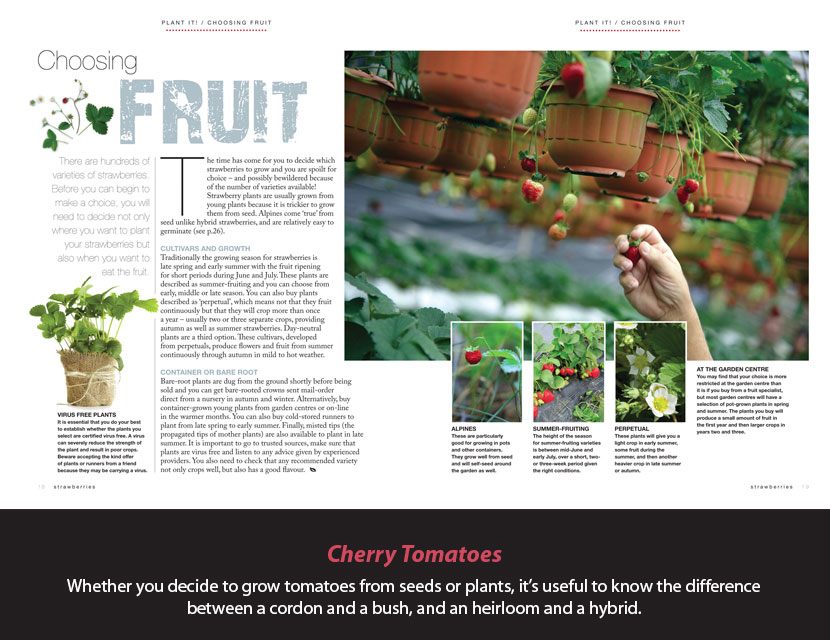 PLANT IT! / CHOOSING FRUIT
PLANT IT! / CHOOSING FRUIT
Choosing
FRUIT
There are hundreds of
varieties of strawberries.
Before you can begin to
make a choice, you will
need to decide not only
where you want to plant
your strawberries but
also when you want to
eat the fruit.
The time has come for you to decide which
strawberries to grow and you are spoilt for
choice – and possibly bewildered because
of the number of varieties available!
Strawberry plants are usually grown from
young plants because it is trickier to grow
them from seed. Alpines come ‘true’ from
seed unlike hybrid strawberries, and are relatively easy to
germinate (see p.26).
CULTIVARS AND GROWTH
Traditionally the growing season for strawberries is
late spring and early summer with the fruit ripening
for short periods during June and July. These plants are
described as summer-fruiting and you can choose from
early, middle or late season. You can also buy plants
described as ‘perpetual’, which means not that they fruit
continuously but that they will crop more than once
a year – usually two or three separate crops, providing
autumn as well as summer strawberries. Day-neutral
plants are a third option. These cultivars, developed
from perpetuals, produce flowers and fruit from summer
continuously through autumn in mild to hot weather.
CONTAINER OR BARE ROOT
Bare-root plants are dug from the ground shortly before being
sold and you can get bare-rooted crowns sent mail-order
direct from a nursery in autumn and winter. Alternatively, buy
container-grown young plants from garden centres or on-line
in the warmer months. You can also buy cold-stored runners to
plant from late spring to early summer. Finally, misted tips (the
propagated tips of mother plants) are also available to plant in late
summer. It is important to go to trusted sources, make sure that
plants are virus free and listen to any advice given by experienced
providers. You also need to check that any recommended variety
not only crops well, but also has a good flavour.
VIRUS FREE PLANTS
It is essential that you do your best
to establish whether the plants you
select are certified virus free. A virus
can severely reduce the strength of
the plant and result in poor crops.
Beware accepting the kind offer
of plants or runners from a friend
because they may be carrying a virus.
ALPINES
These are particularly
good for growing in pots
and other containers.
They grow well from seed
and will self-seed around
the garden as well.
SUMMER-FRUITING
The height of the season
for summer-fruiting varieties
is between mid-June and
early July, over a short, two-
or three-week period given
the right conditions.
PERPETUAL
These plants will give you a
light crop in early summer,
some fruit during the
summer, and then another
heavier crop in late summer
or autumn.
AT THE GARDEN CENTRE
You may find that your choice is more
restricted at the garden centre than
it is if you buy from a fruit specialist,
but most garden centres will have a
selection of pot-grown plants in spring
and summer. The plants you buy will
produce a small amount of fruit in
the first year and then larger crops in
years two and three.
18 strawberries
strawberries 19
Cherry Tomatoes
Whether you decide to grow tomatoes from seeds or plants, it’s useful to know the difference
between a cordon and a bush, and an heirloom and a hybrid.